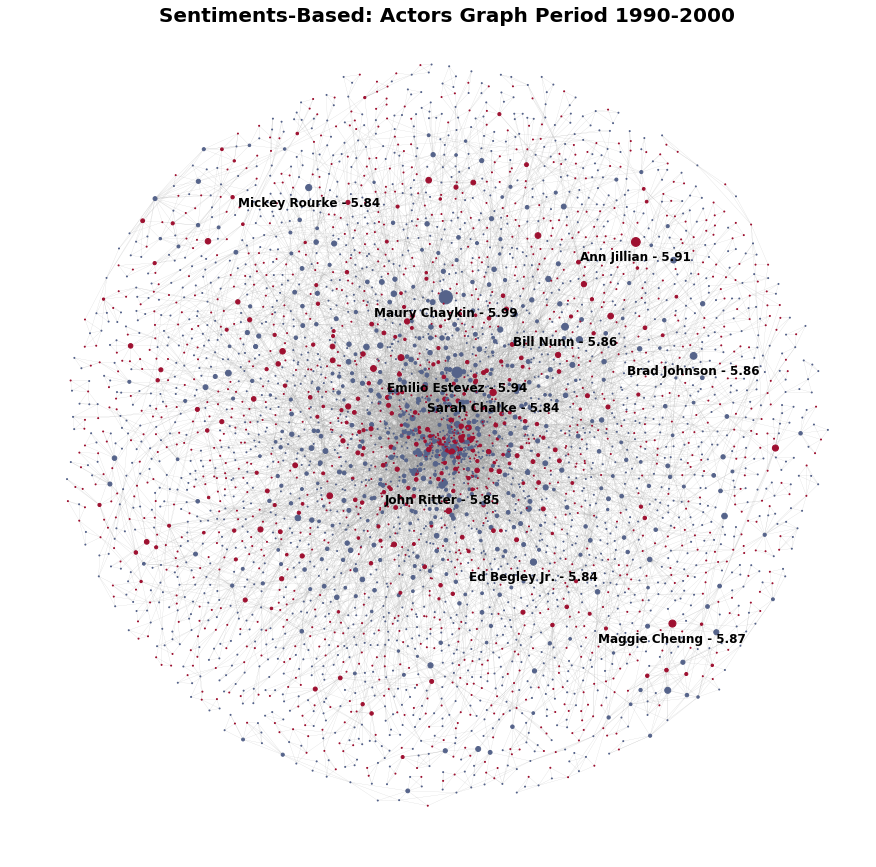 Sentiments-Based: Actors Graph Period 1990-2000
Mickey Rourke - 5.84
Ann Jillian - 5.91
Maury Chaykin - 5.99
Bill Nunn - 5.86
Brad Johnson - 5.86
Emilio Estevez - 5.94
Sarah Chalke - 5.84
John Ritter - 5.85
Ed Begley Jr. - 5.84
Maggie Cheung - 5.87